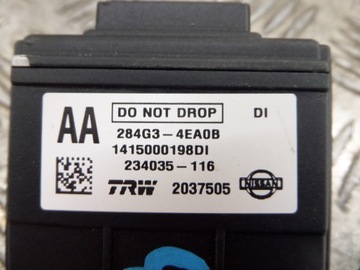 AA
DO NOT DROP
DI
284G3-4EA0B
1415000198DI
234035-116
TRW 2037505 NISSAN